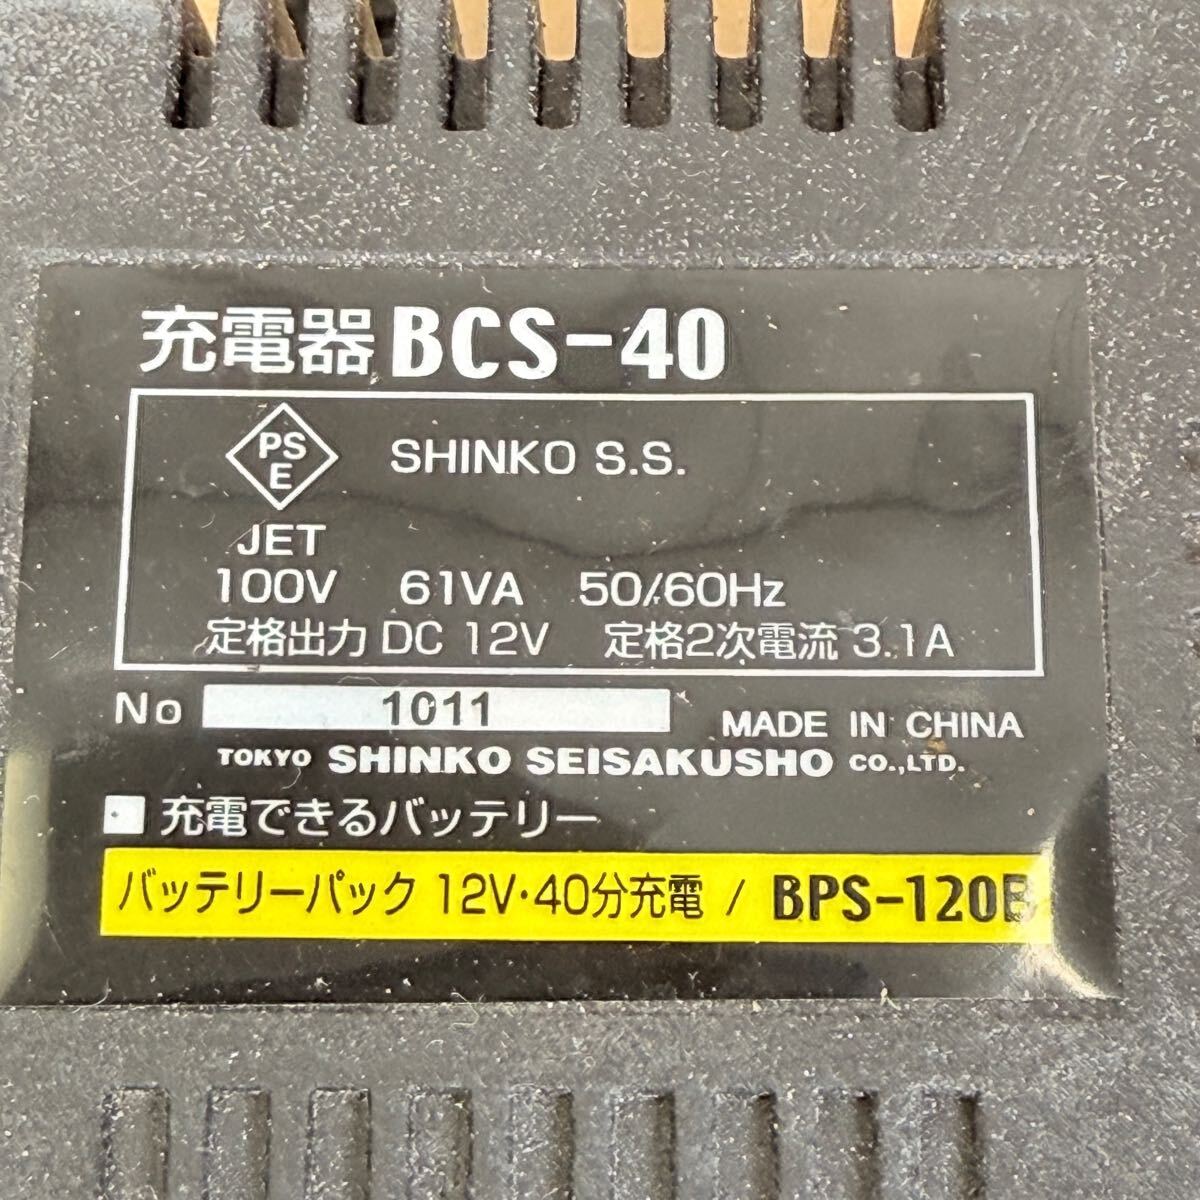 充電器 BCS-40
PS
E
SHINKO S.S.
JET
100V 61VA 50/60Hz
定格出力 DC 12V 定格2次電流 3.1A
No 1011
MADE IN CHINA
TOKYO SHINKO SEISAKUSHO CO.,LTD.
■ 充電できるバッテリー
バッテリーパック 12V・40分充電 / BPS-120B